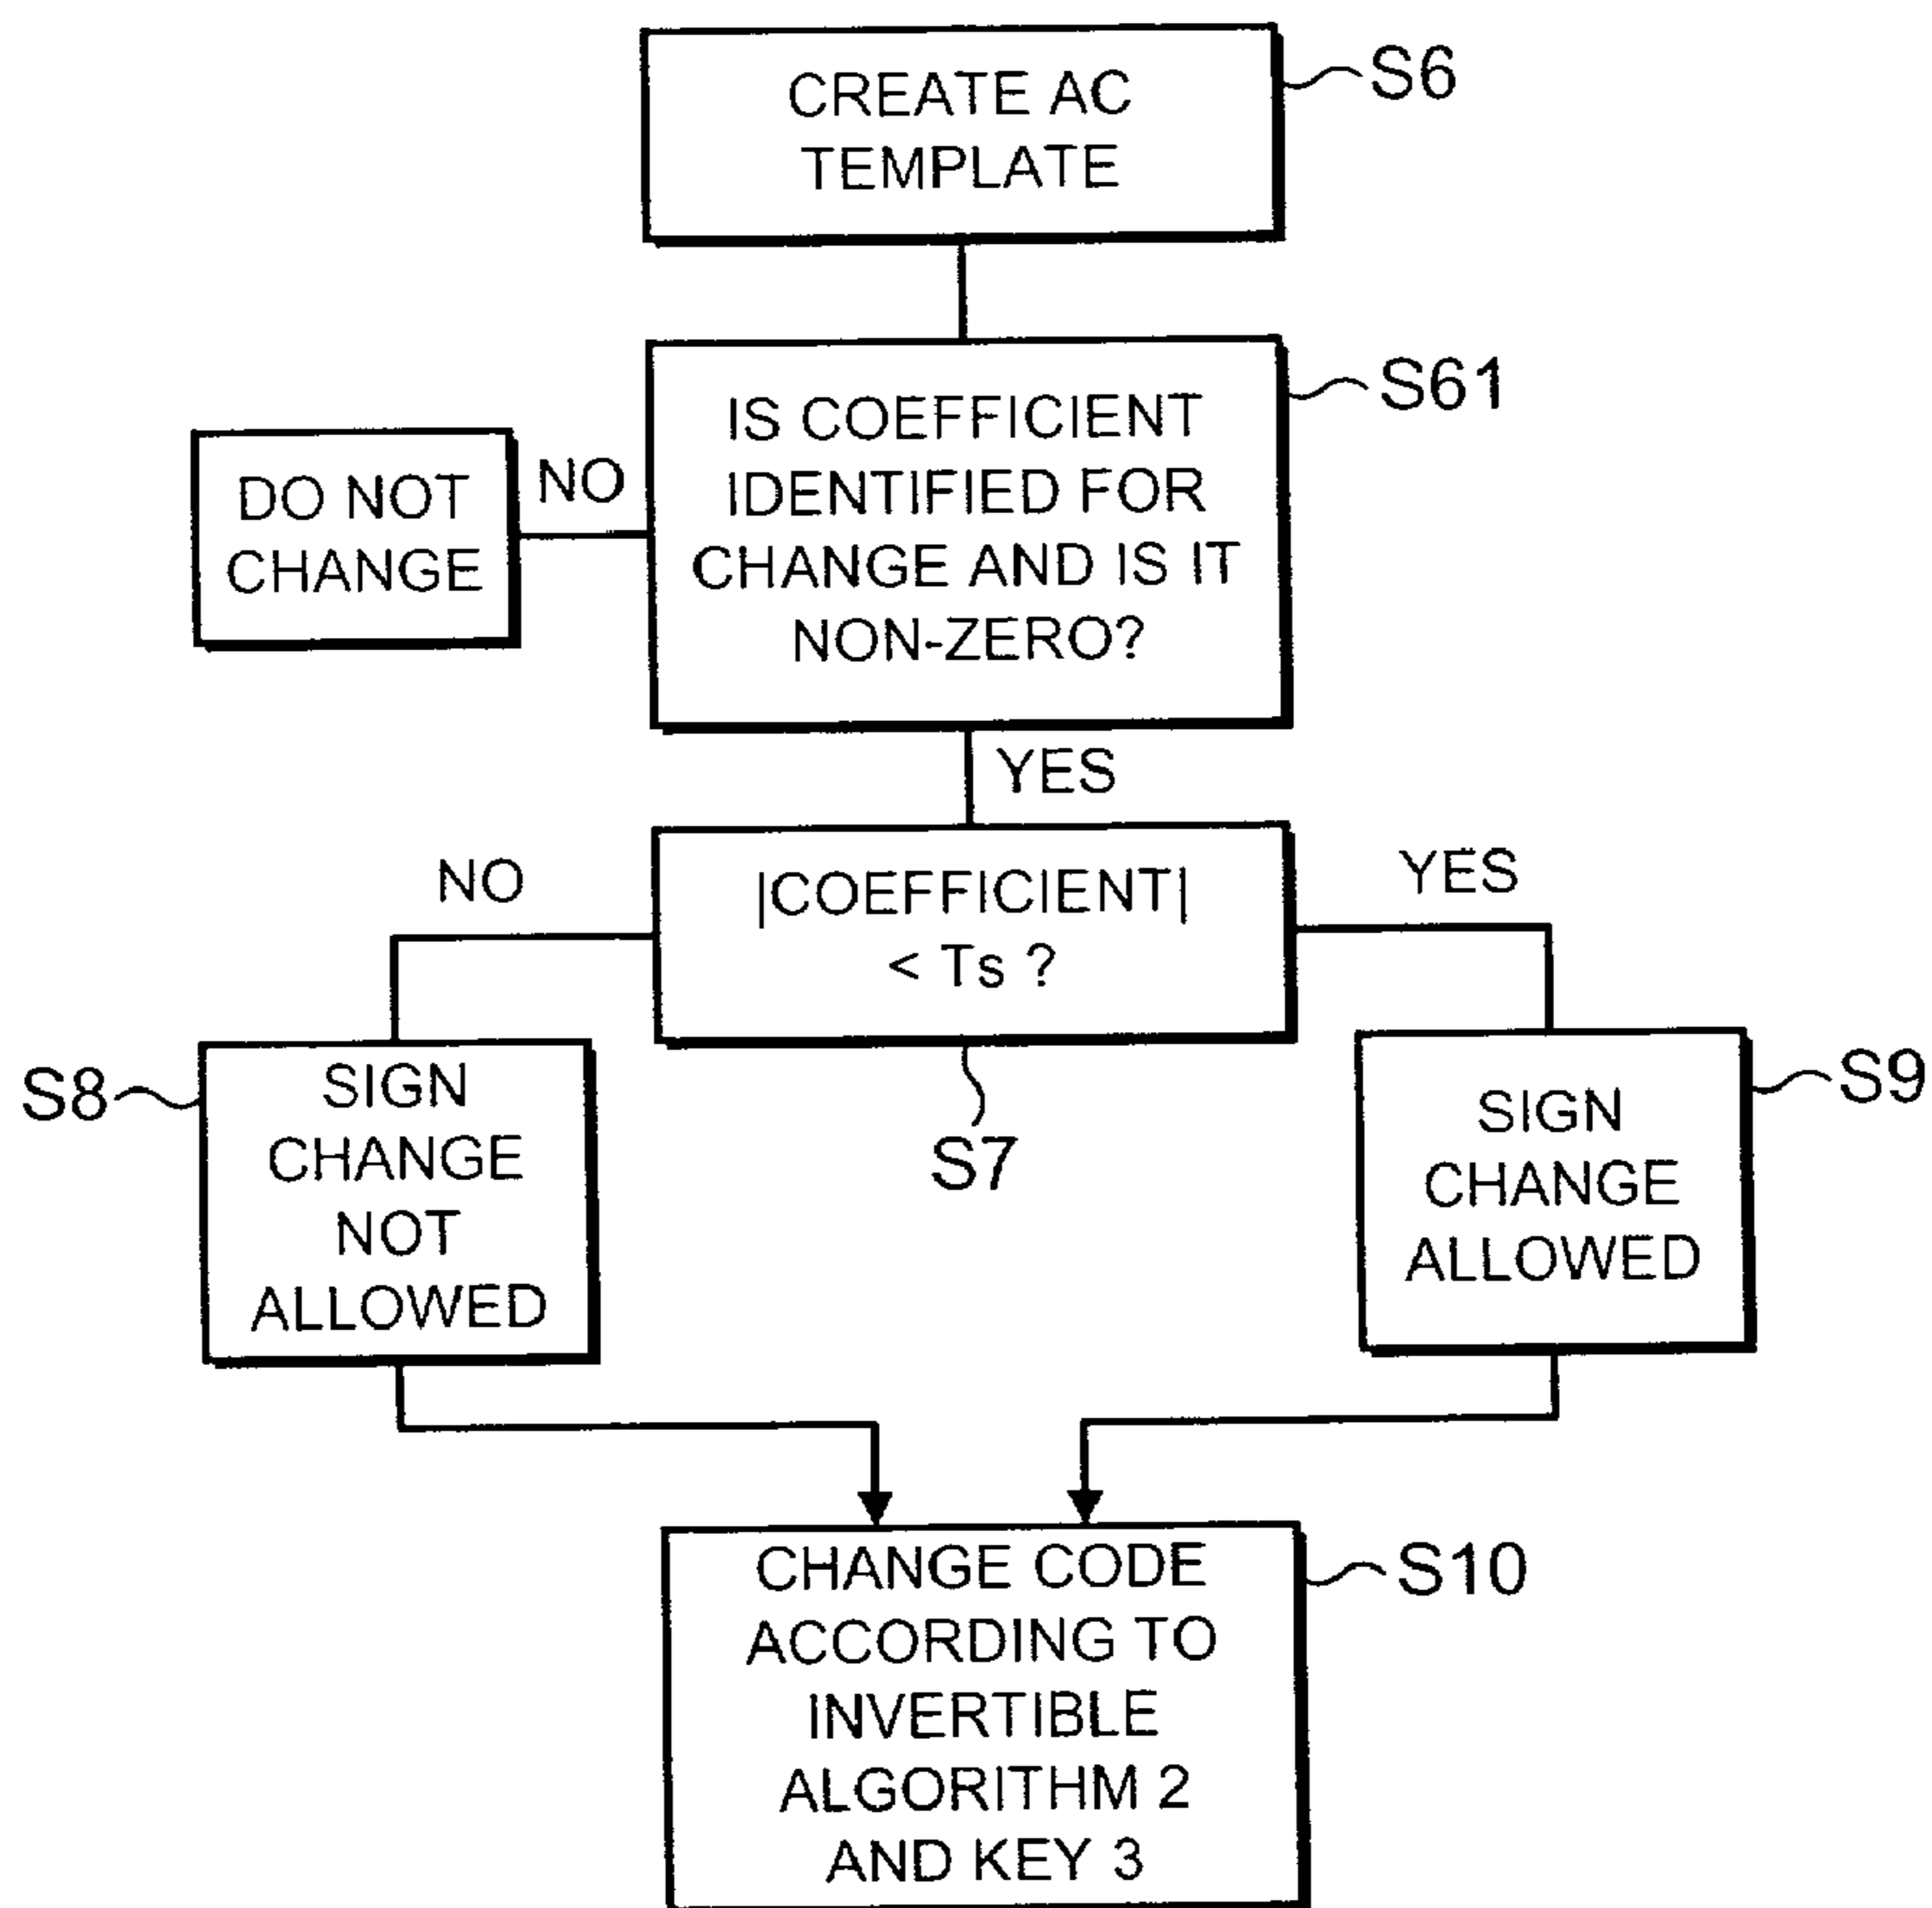 CREATE AC
TEMPLATE
S6
IS COEFFICIENT
IDENTIFIED FOR
CHANGE AND IS IT
NON-ZERO?
S61
NO
DO NOT
CHANGE
YES
|COEFFICIENT|
< Ts ?
S7
NO
YES
SIGN
CHANGE
NOT
ALLOWED
S8
SIGN
CHANGE
ALLOWED
S9
CHANGE CODE
ACCORDING TO
INVERTIBLE
ALGORITHM 2
AND KEY 3
S10